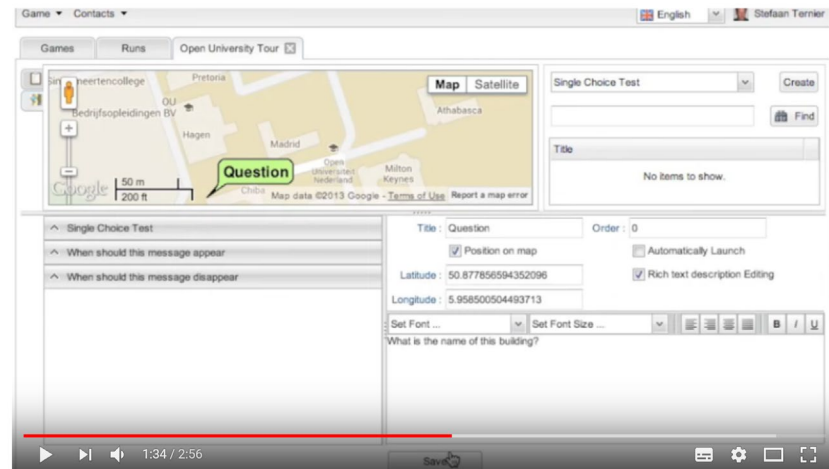 Game Contacts English Stefaan Ternier
Games Runs Open University Tour
Pretoria
OU
Bedrijfsopleidingen BV
Hagen
Madrid
Open
Universiteit
Nederland
Chiba
Athabasca
Milton
Keynes
Map Satellite
Question
50 m
200 ft
Google
Map data ©2013 Google - Terms of Use Report a map error
Single Choice Test Create
Find
Title
No items to show.
Single Choice Test
When should this message appear
When should this message disappear
Title : Question Order : 0
Position on map Automatically Launch
Latitude : 50.877856594352096 Rich text description Editing
Longitude : 5.958500504493713
Set Font ... Set Font Size ... B I U
What is the name of this building?
Save
1:34 / 2:56